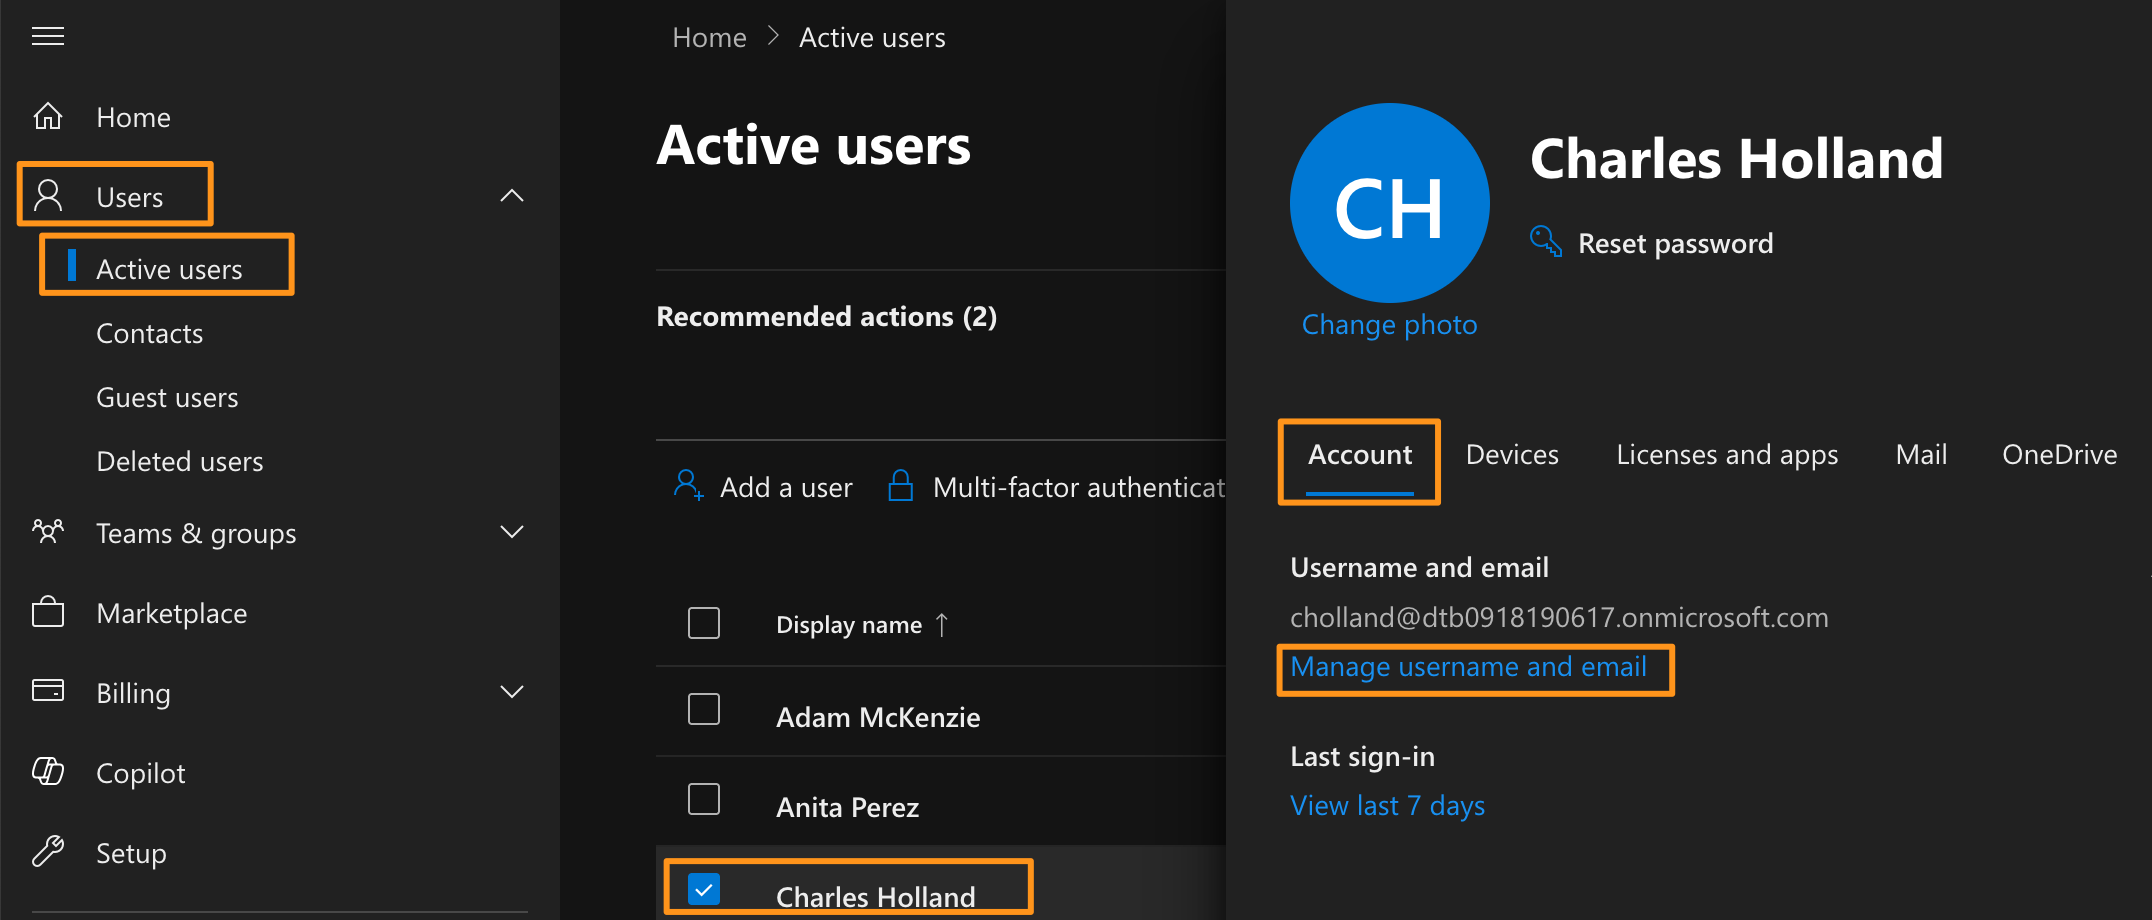 Home
Users
Active users
Contacts
Guest users
Deleted users
Teams & groups
Marketplace
Billing
Copilot
Setup
Home > Active users
Active users
Recommended actions (2)
Add a user Multi-factor authenticat
Display name ↑
Adam McKenzie
Anita Perez
Charles Holland
CH
Charles Holland
Reset password
Change photo
Account Devices Licenses and apps Mail OneDrive
Username and email
cholland@dtb0918190617.onmicrosoft.com
Manage username and email
Last sign-in
View last 7 days